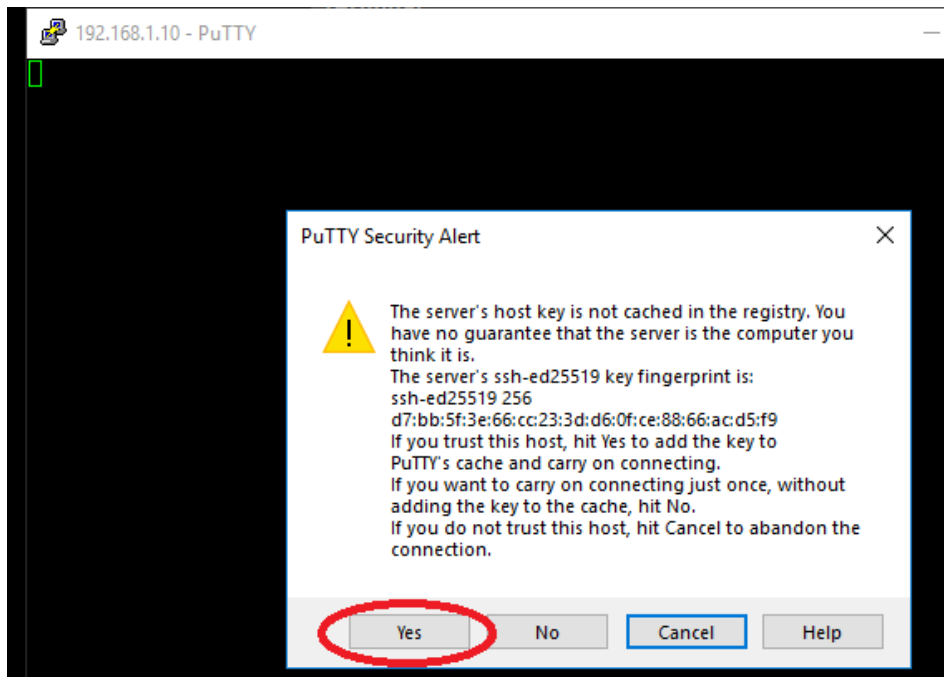 192.168.1.10 - PuTTY
PuTTY Security Alert
The server's host key is not cached in the registry. You
have no guarantee that the server is the computer you
think it is.
The server's ssh-ed25519 key fingerprint is:
ssh-ed25519 256
d7:bb:5f:3e:66:cc:23:3d:d6:0f:ce:88:66:ac:d5:f9
If you trust this host, hit Yes to add the key to
PuTTY's cache and carry on connecting.
If you want to carry on connecting just once, without
adding the key to the cache, hit No.
If you do not trust this host, hit Cancel to abandon the
connection.
Yes No Cancel Help